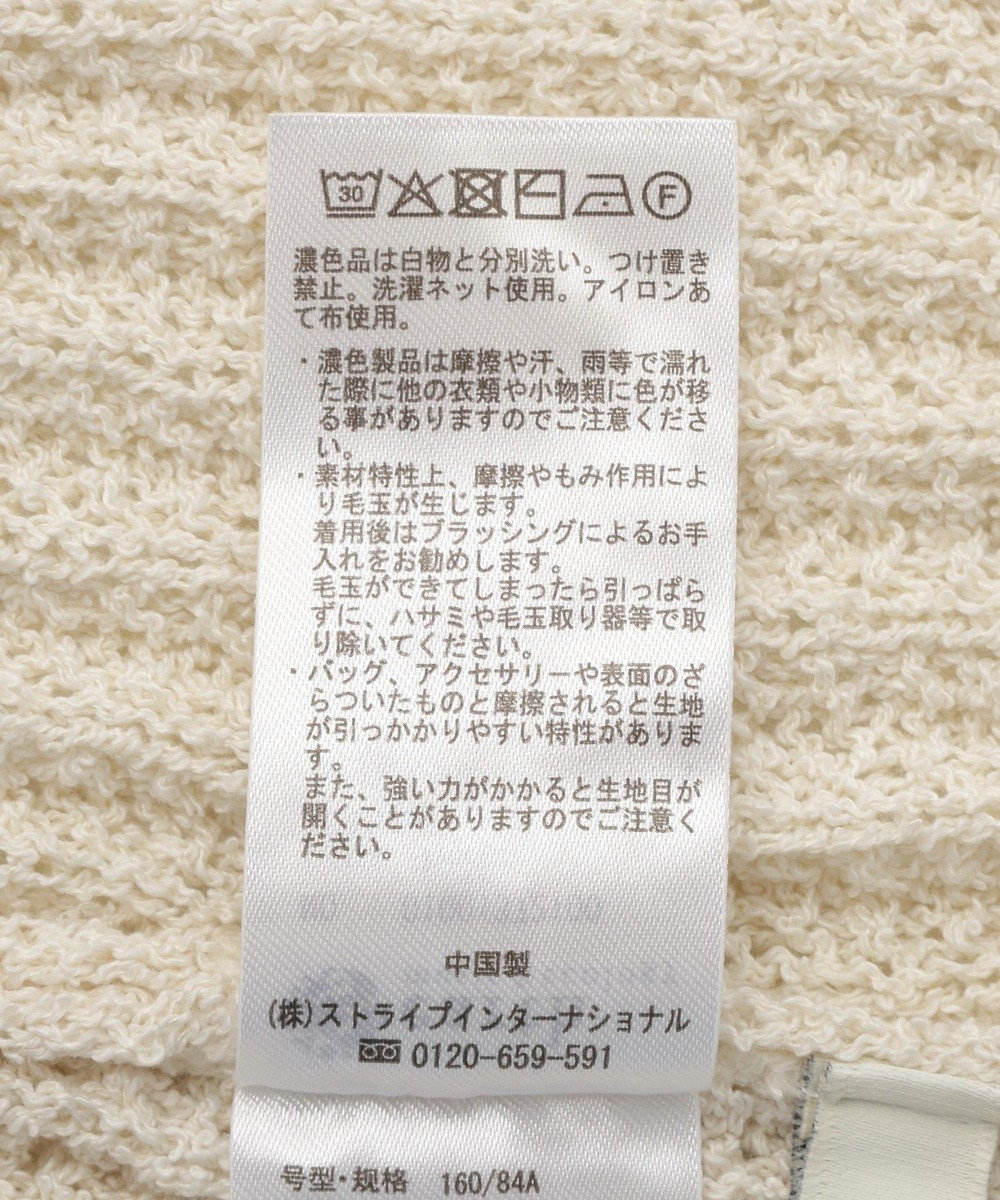 30 F
濃色品は白物と分別洗い。つけ置き
禁止。洗濯ネット使用。アイロンあ
て布使用。
・濃色製品は摩擦や汗、雨等で濡れ
た際に他の衣類や小物類に色が移
る事がありますのでご注意くださ
い。
・素材特性上、摩擦やもみ作用によ
り毛玉が生じます。
着用後はブラッシングによるお手
入れをお勧めします。
毛玉ができてしまったら引っぱら
ずに、ハサミや毛玉取り器等で取
り除いてください。
・バッグ、アクセサリーや表面のざ
らついたものと摩擦されると生地
が引っかかりやすい特性がありま
す。
また、強い力がかかると生地目が
開くことがありますのでご注意く
ださい。
中国製
(株)ストライプインターナショナル
0120-659-591
号型・规格 160/84A